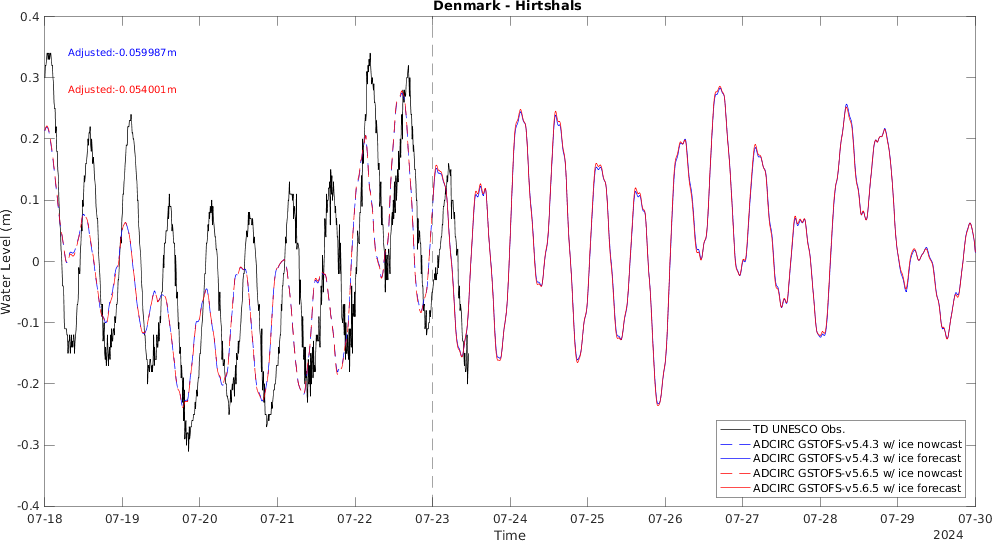 Denmark - Hirtshals
Adjusted:-0.059987m
Adjusted:-0.054001m
Water Level (m)
0.4
0.3
0.2
0.1
0
-0.1
-0.2
-0.3
-0.4
TD UNESCO Obs.
ADCIRC GSTOFS-v5.4.3 w/ ice nowcast
ADCIRC GSTOFS-v5.4.3 w/ ice forecast
ADCIRC GSTOFS-v5.6.5 w/ ice nowcast
ADCIRC GSTOFS-v5.6.5 w/ ice forecast
07-18 07-19 07-20 07-21 07-22 07-23 07-24 07-25 07-26 07-27 07-28 07-29 07-30
Time
2024